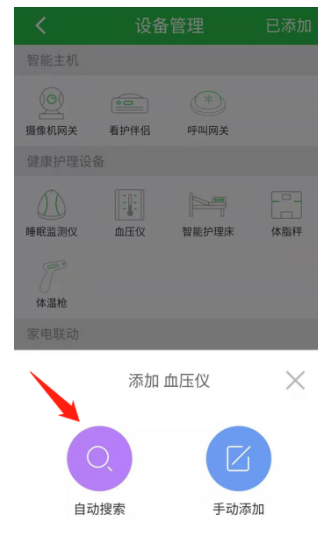 设备管理 已添加
智能主机
摄像机网关 看护伴侣 呼叫网关
健康护理设备
睡眠监测仪 血压仪 智能护理床 体脂秤
体温枪
家电联动
添加 血压仪
自动搜索 手动添加